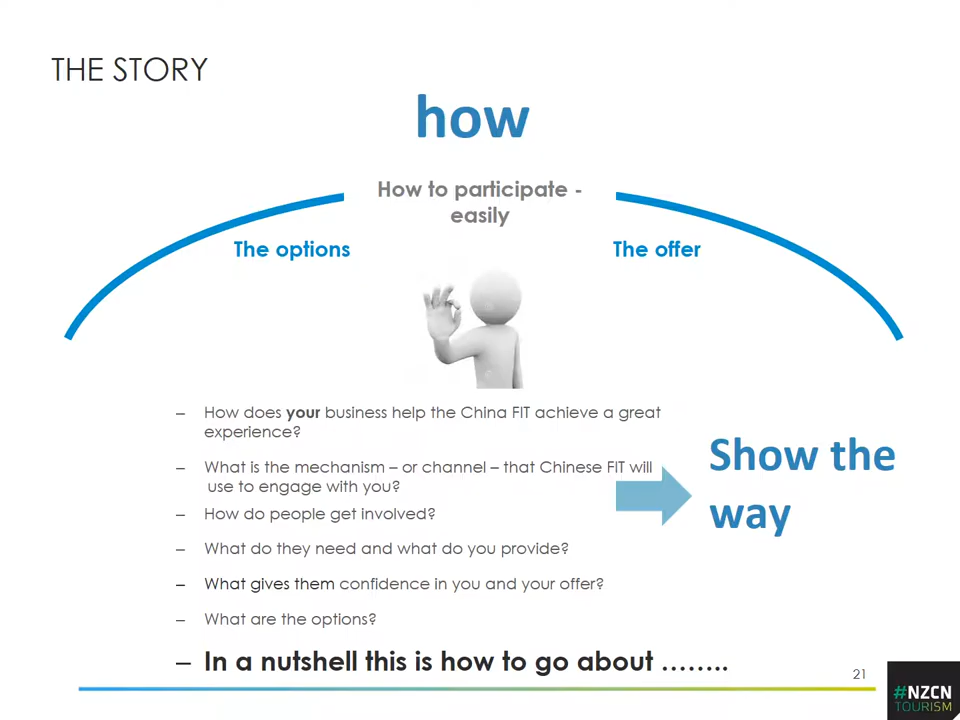 THE STORY
how
How to participate -
easily
The options
The offer
– How does your business help the China FIT achieve a great
experience?
– What is the mechanism – or channel – that Chinese FIT will
use to engage with you?
– How do people get involved?
– What do they need and what do you provide?
– What gives them confidence in you and your offer?
– What are the options?
– In a nutshell this is how to go about ……..
Show the
way
21
#NZCN
TOURISM